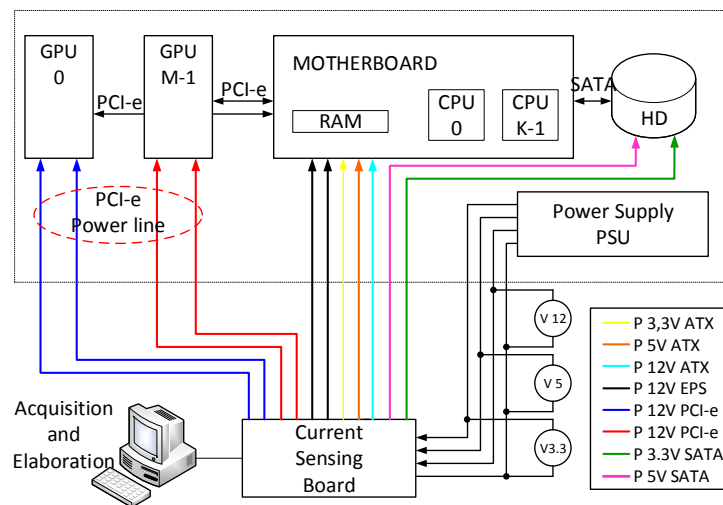 GPU
0
GPU
M-1
PCI-e
PCI-e
MOTHERBOARD
RAM
CPU
0
CPU
K-1
SATA
HD
PCI-e
Power line
Power Supply
PSU
V 12
V 5
V3.3
P 3,3V ATX
P 5V ATX
P 12V ATX
P 12V EPS
P 12V PCI-e
P 12V PCI-e
P 3.3V SATA
P 5V SATA
Acquisition
and
Elaboration
Current
Sensing
Board